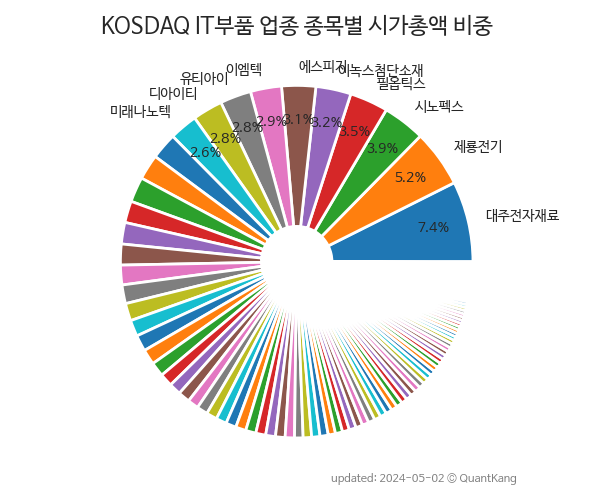 KOSDAQ IT부품 업종 종목별 시가총액 비중
대주전자재료
제룡전기
시노펙스
필옵틱스
이녹스첨단소재
에스피지
이엠텍
유티아이
디아이티
미래나노텍
7.4%
5.2%
3.9%
3.5%
3.2%
3.1%
2.9%
2.8%
2.8%
2.6%
updated: 2024-05-02 © QuantKang